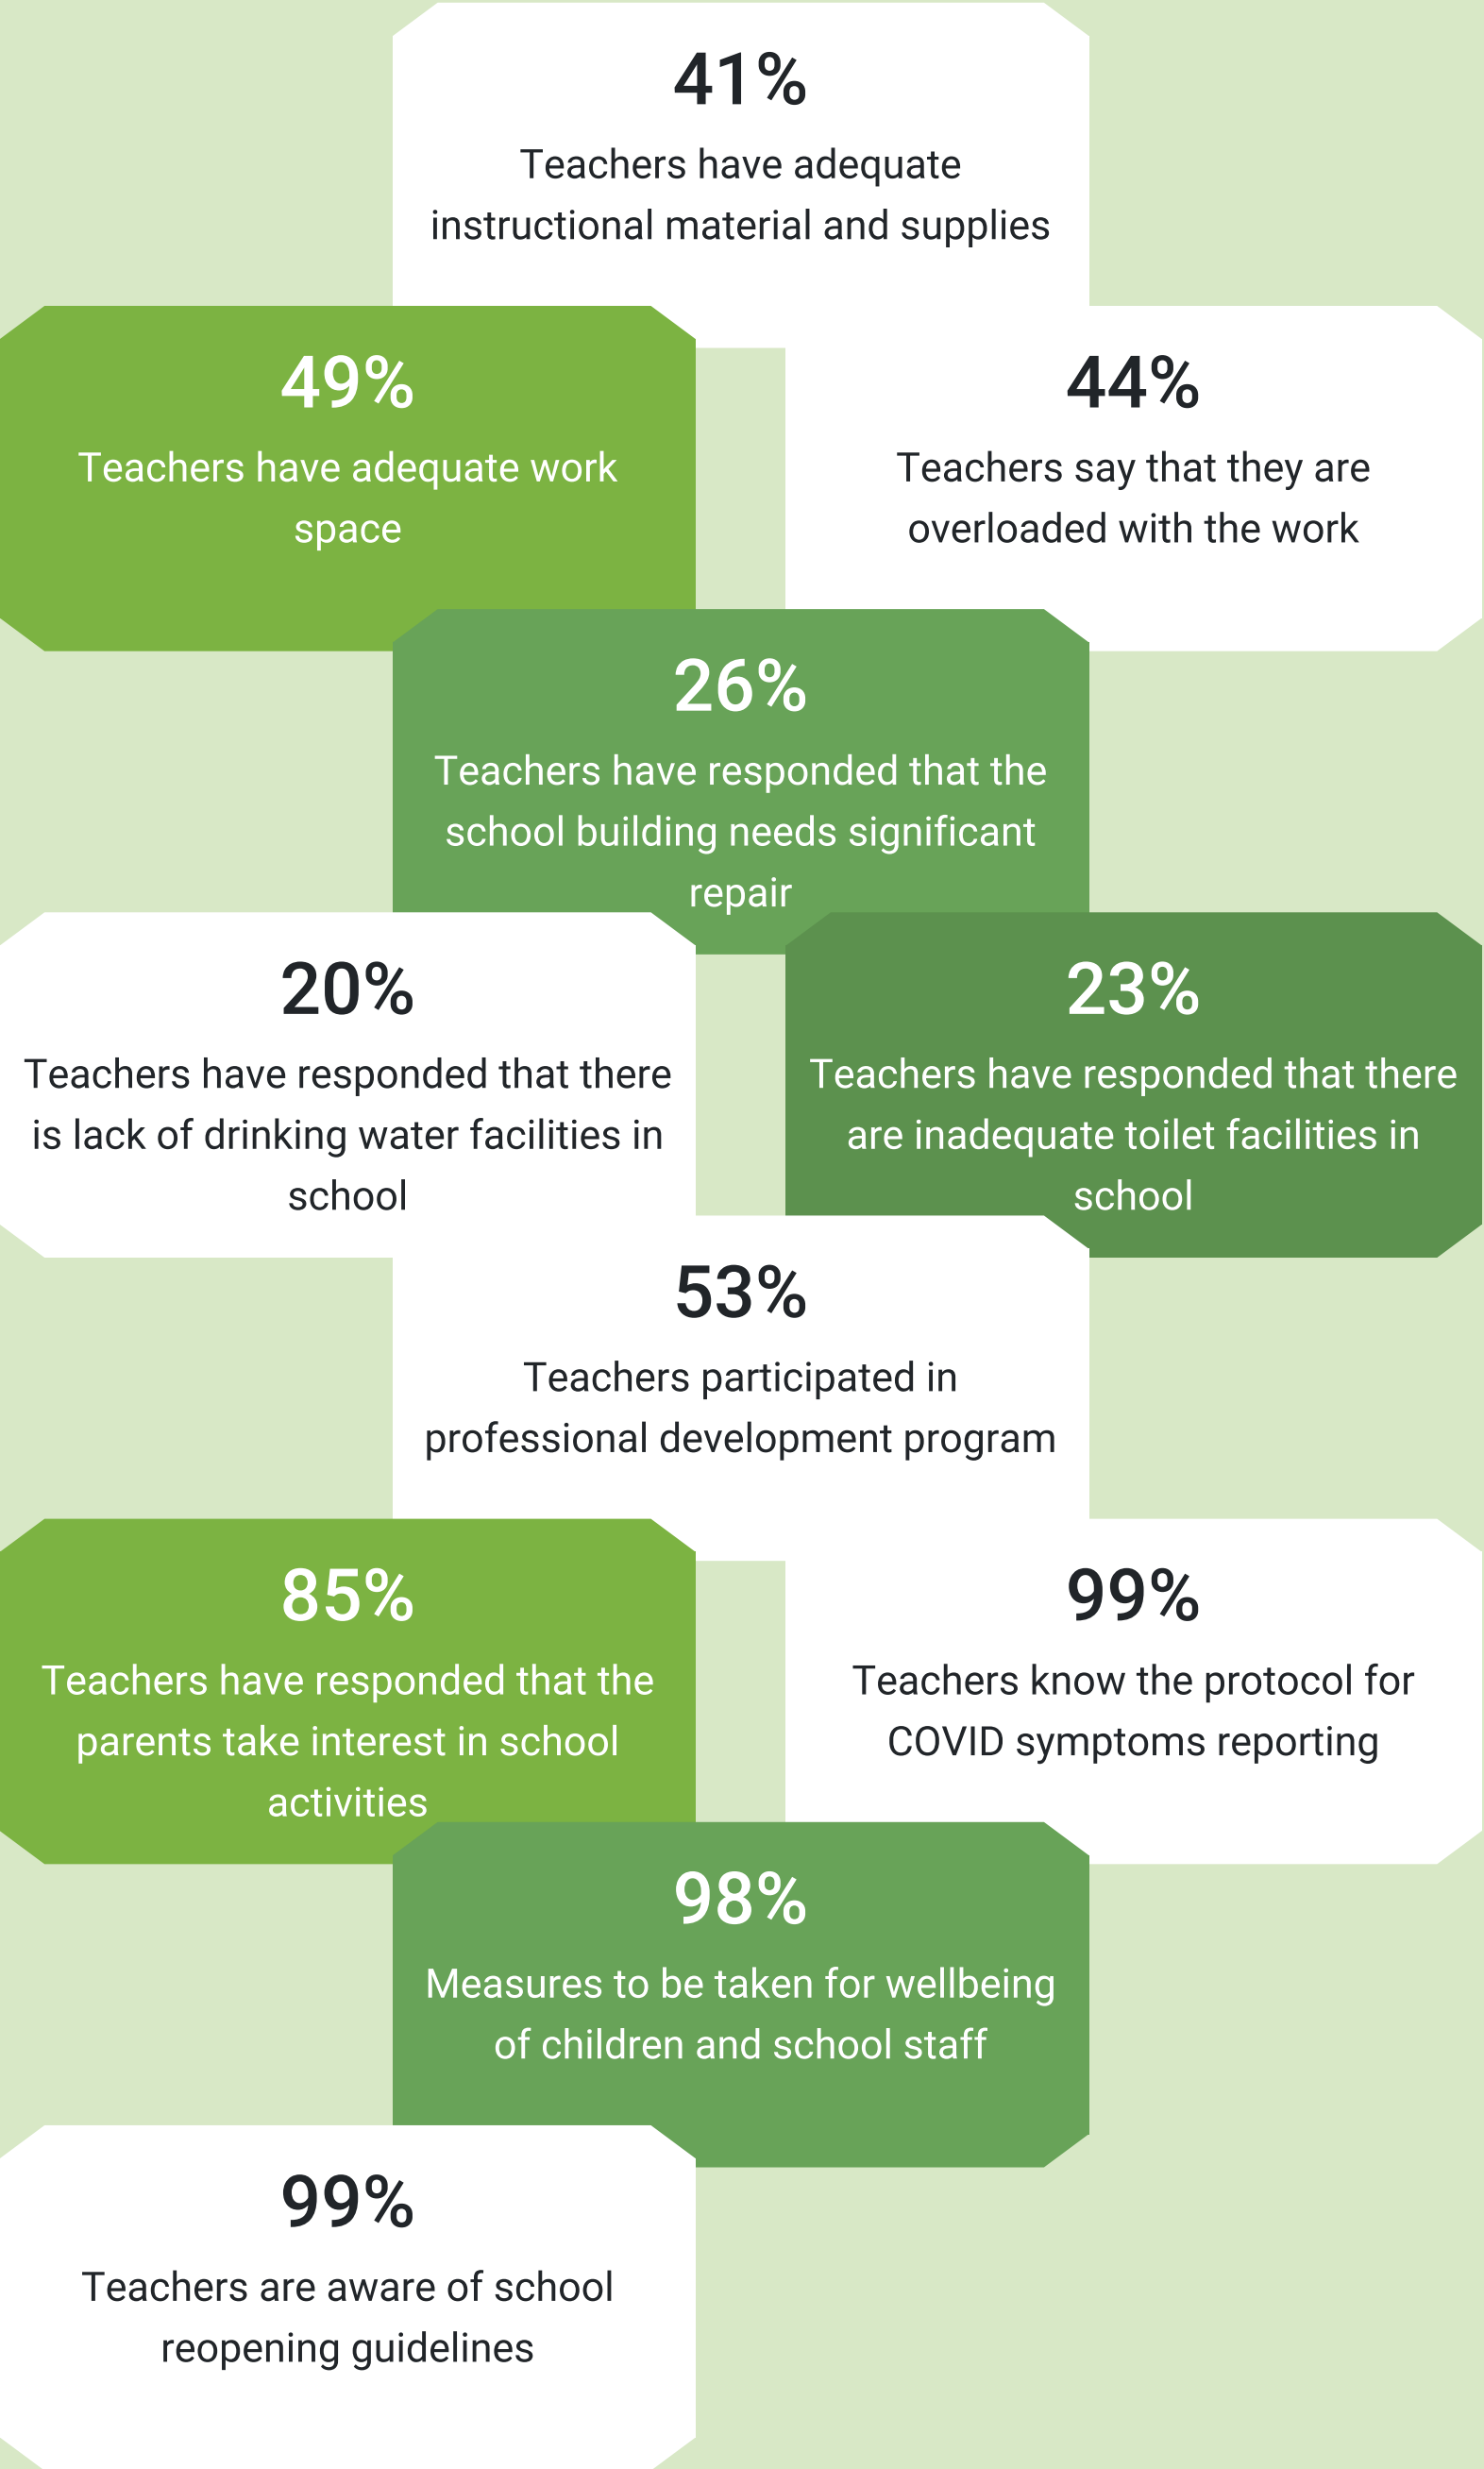 41%
Teachers have adequate
instructional material and supplies
49%
Teachers have adequate work
space
44%
Teachers say that they are
overloaded with the work
26%
Teachers have responded that the
school building needs significant
repair
20%
Teachers have responded that there
is lack of drinking water facilities in
school
23%
Teachers have responded that there
are inadequate toilet facilities in
school
53%
Teachers participated in
professional development program
85%
Teachers have responded that the
parents take interest in school
activities
99%
Teachers know the protocol for
COVID symptoms reporting
98%
Measures to be taken for wellbeing
of children and school staff
99%
Teachers are aware of school
reopening guidelines